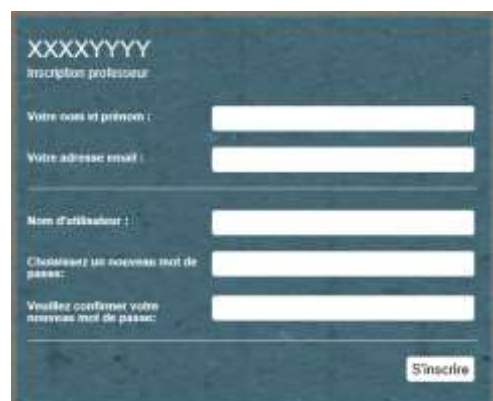 XXXXYYYY
Inscription professeur
Votre nom et prénom :
Votre adresse email :
Nom d'utilisateur :
Choisissez un nouveau mot de
passe:
Veuillez confirmer votre
nouveau mot de passe:
S'inscrire